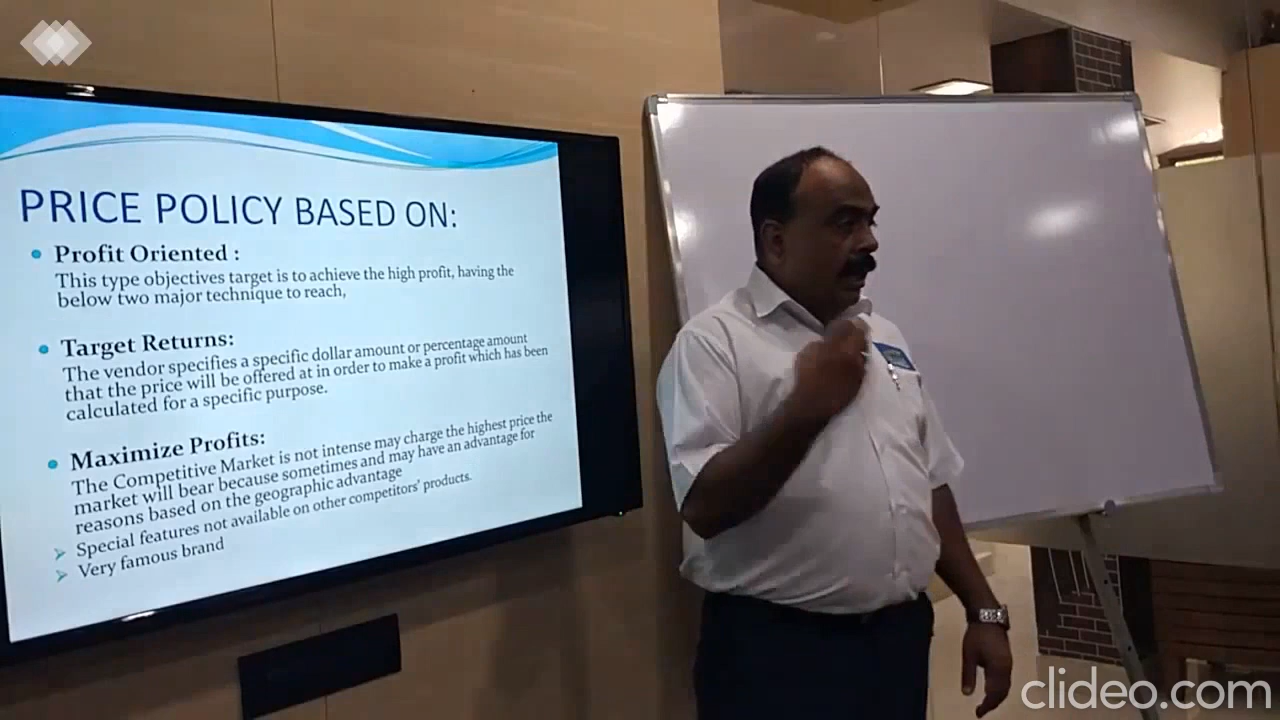 PRICE POLICY BASED ON:
Profit Oriented :
This type objectives target is to achieve the high profit, having the
below two major technique to reach,
Target Returns:
The vendor specifies a specific dollar amount or percentage amount
that the price will be offered at in order to make a profit which has been
calculated for a specific purpose.
Maximize Profits:
The Competitive Market is not intense may charge the highest price the
market will bear because sometimes and may have an advantage for
reasons based on the geographic advantage
Special features not available on other competitors' products.
Very famous brand
clideo.com